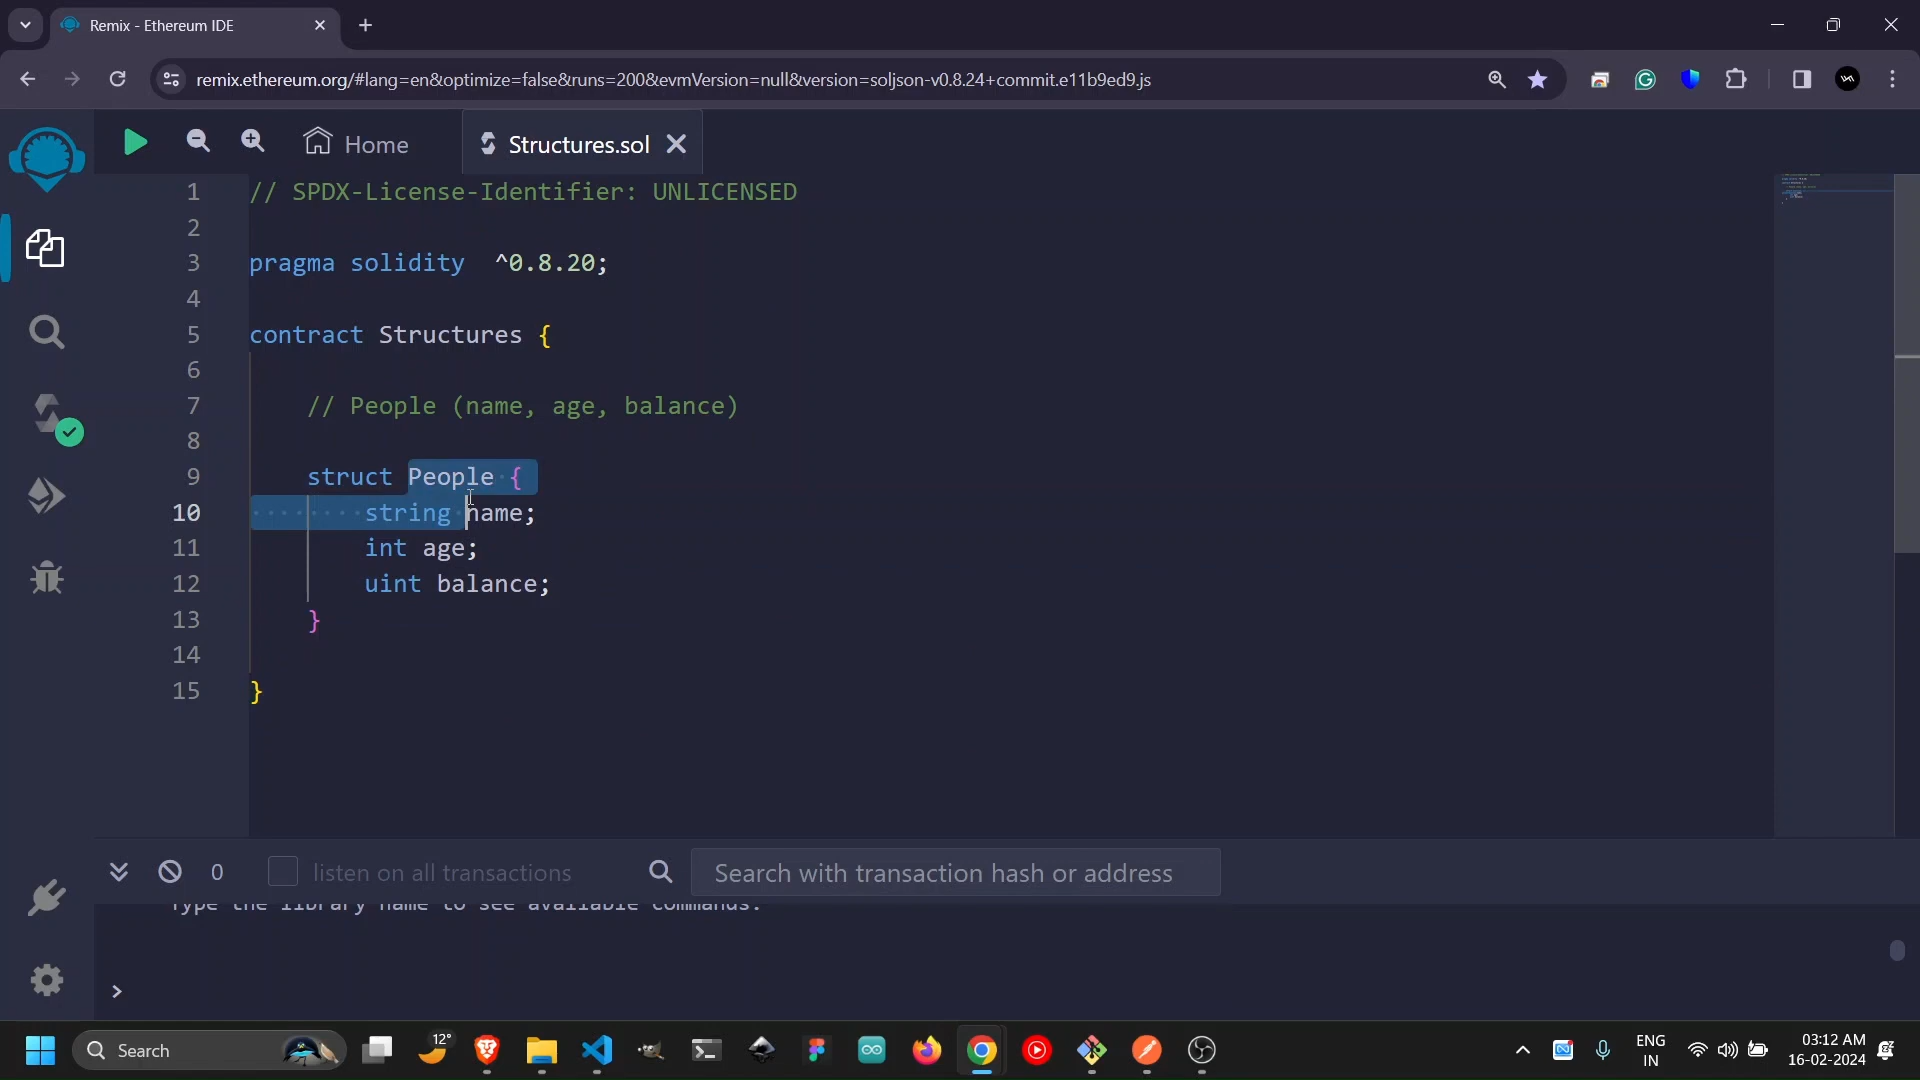 Remix - Ethereum IDE
remix.ethereum.org/#lang=en&optimize=false&runs=200&evmVersion=null&version=soljson-v0.8.24+commit.e11b9ed9.js
Home
Structures.sol
1 // SPDX-License-Identifier: UNLICENSED
2
3 pragma solidity  ^0.8.20;
4
5 contract Structures {
6
7 // People (name, age, balance)
8
9 struct People {
10 string name;
11 int age;
12 uint balance;
13 }
14
15 }
0 listen on all transactions Search with transaction hash or address
Type the library name to see available commands.
>
Search
12°
ENG
IN
03:12 AM
16-02-2024